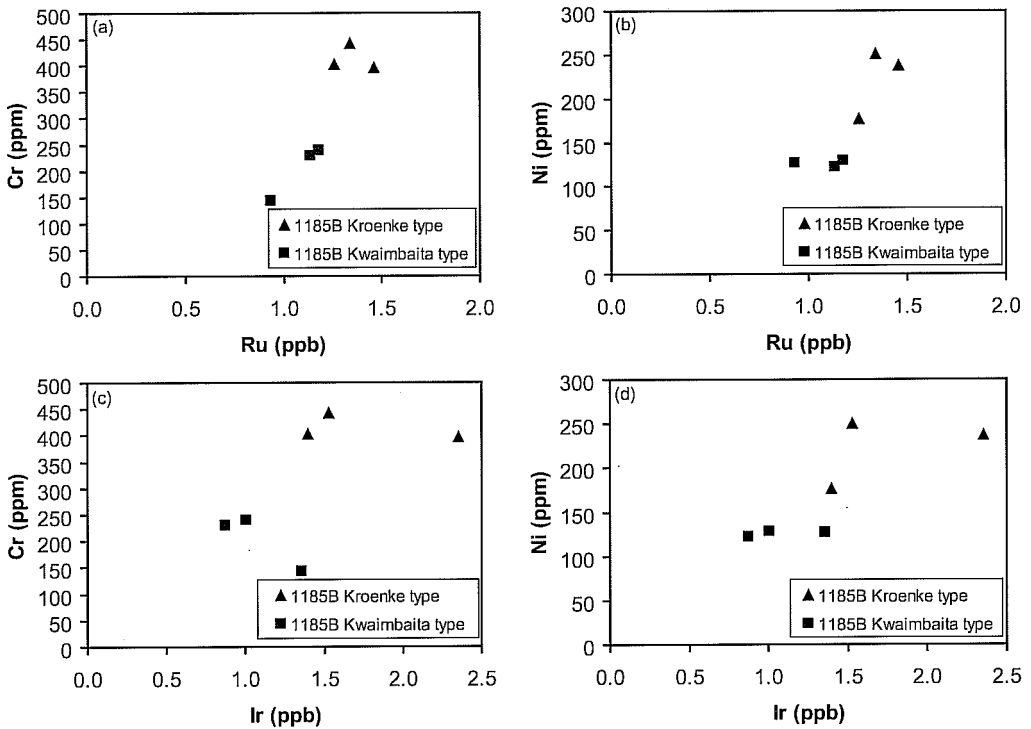 (a)
500
450
400
350
300
250
200
150
100
50
0
Cr (ppm)
▲ 1185B Kroenke type
■ 1185B Kwaimbaita type
0.0 0.5 1.0 1.5 2.0
Ru (ppb)
(b)
300
250
200
150
100
50
0
Ni (ppm)
▲ 1185B Kroenke type
■ 1185B Kwaimbaita type
0.0 0.5 1.0 1.5 2.0
Ru (ppb)
(c)
500
450
400
350
300
250
200
150
100
50
0
Cr (ppm)
▲ 1185B Kroenke type
■ 1185B Kwaimbaita type
0.0 0.5 1.0 1.5 2.0 2.5
Ir (ppb)
(d)
300
250
200
150
100
50
0
Ni (ppm)
▲ 1185B Kroenke type
■ 1185B Kwaimbaita type
0.0 0.5 1.0 1.5 2.0 2.5
Ir (ppb)